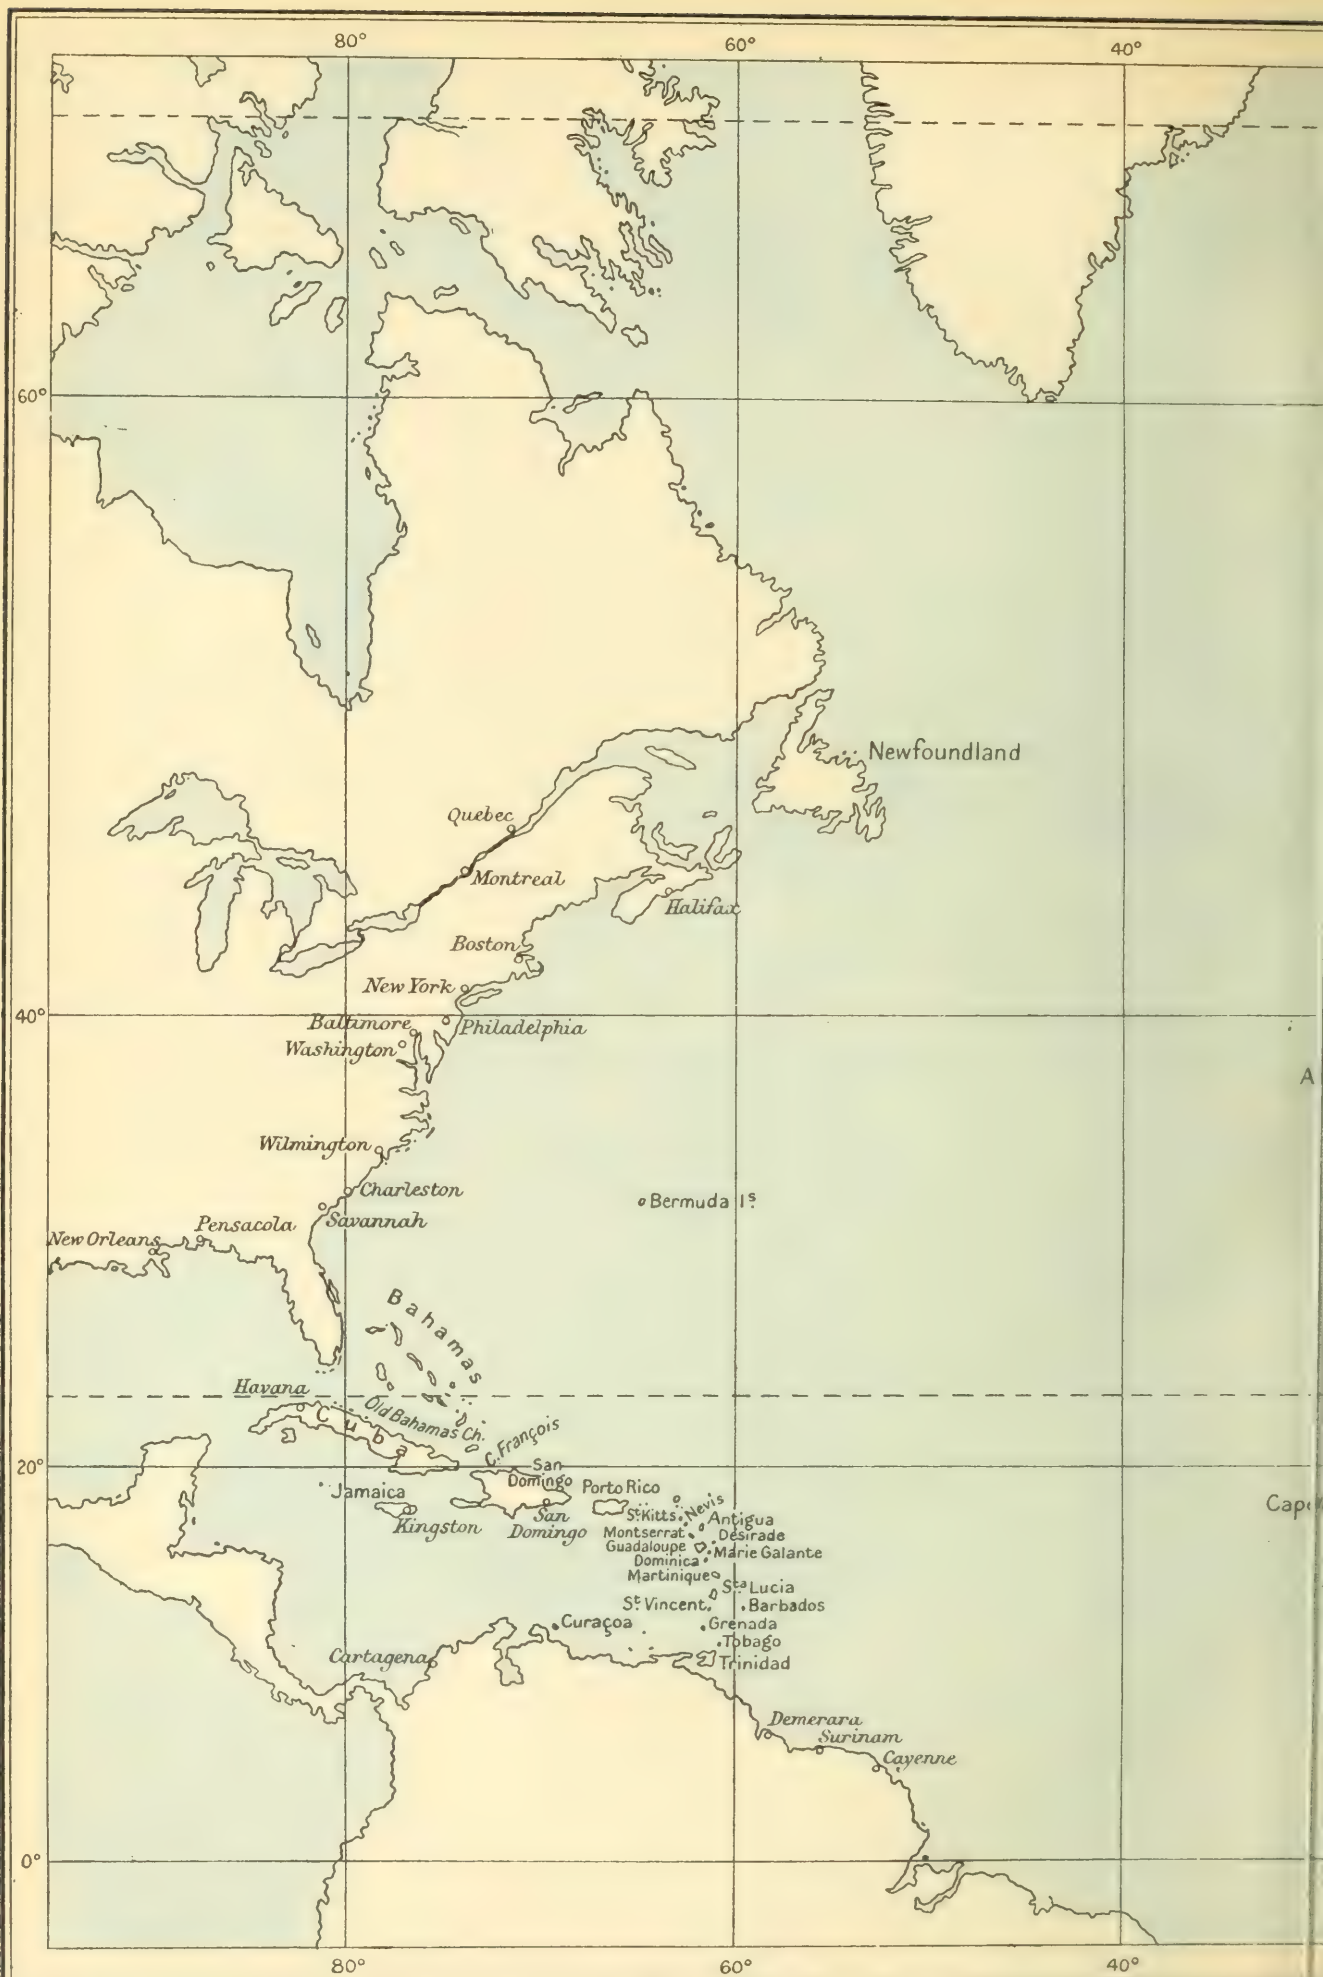 80°
60°
40°
60°
Newfoundland
Quebec
Montreal
Halifax
Boston
New York
40°
Baltimore
Philadelphia
Washington
A
Wilmington
Charleston
Bermuda Iˢ.
Savannah
Pensacola
New Orleans
Bahamas
Havana
Old Bahamas Ch.
Cuba
C. François
20°
San
Domingo
Porto Rico
Jamaica
Kingston
San
Domingo
Sᵗ. Kitts
Nevis
Antigua
Montserrat
Désirade
Guadaloupe
Marie Galante
Dominica
Martinique
Sᵗᵃ Lucia
Sᵗ. Vincent
Barbados
Curaçoa
Grenada
Tobago
Cartagena
Trinidad
Demerara
Surinam
Cayenne
0°
80°
60°
40°